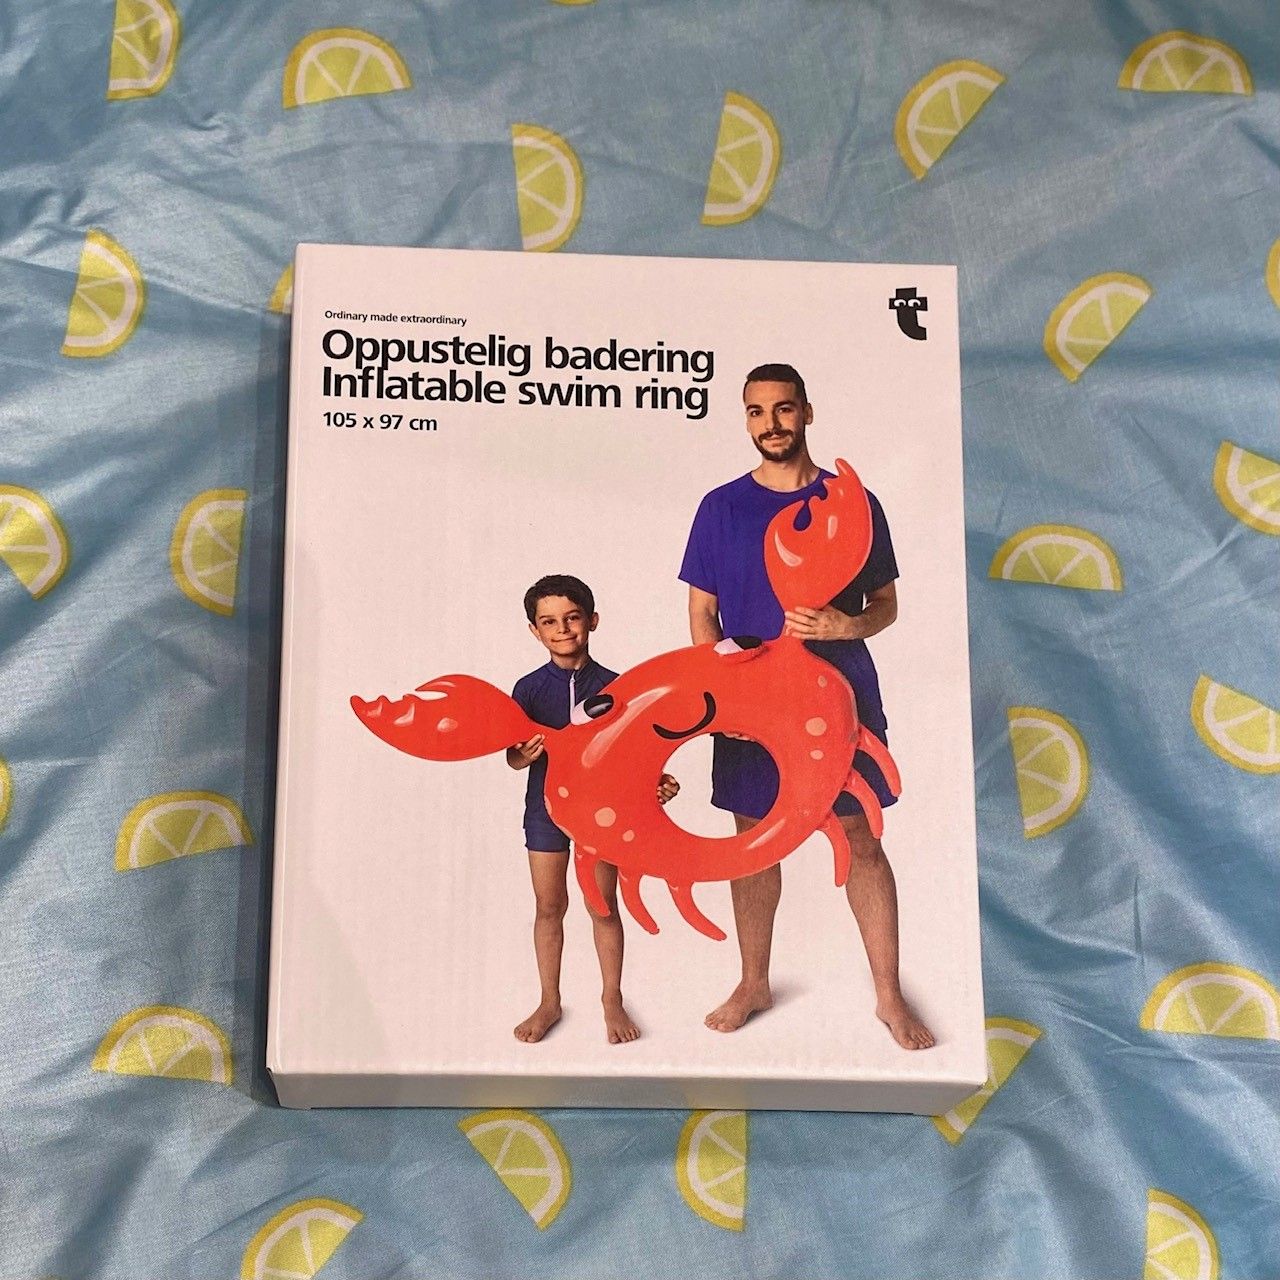 Ordinary made extraordinary
Oppustelig badering
Inflatable swim ring
105 x 97 cm
t